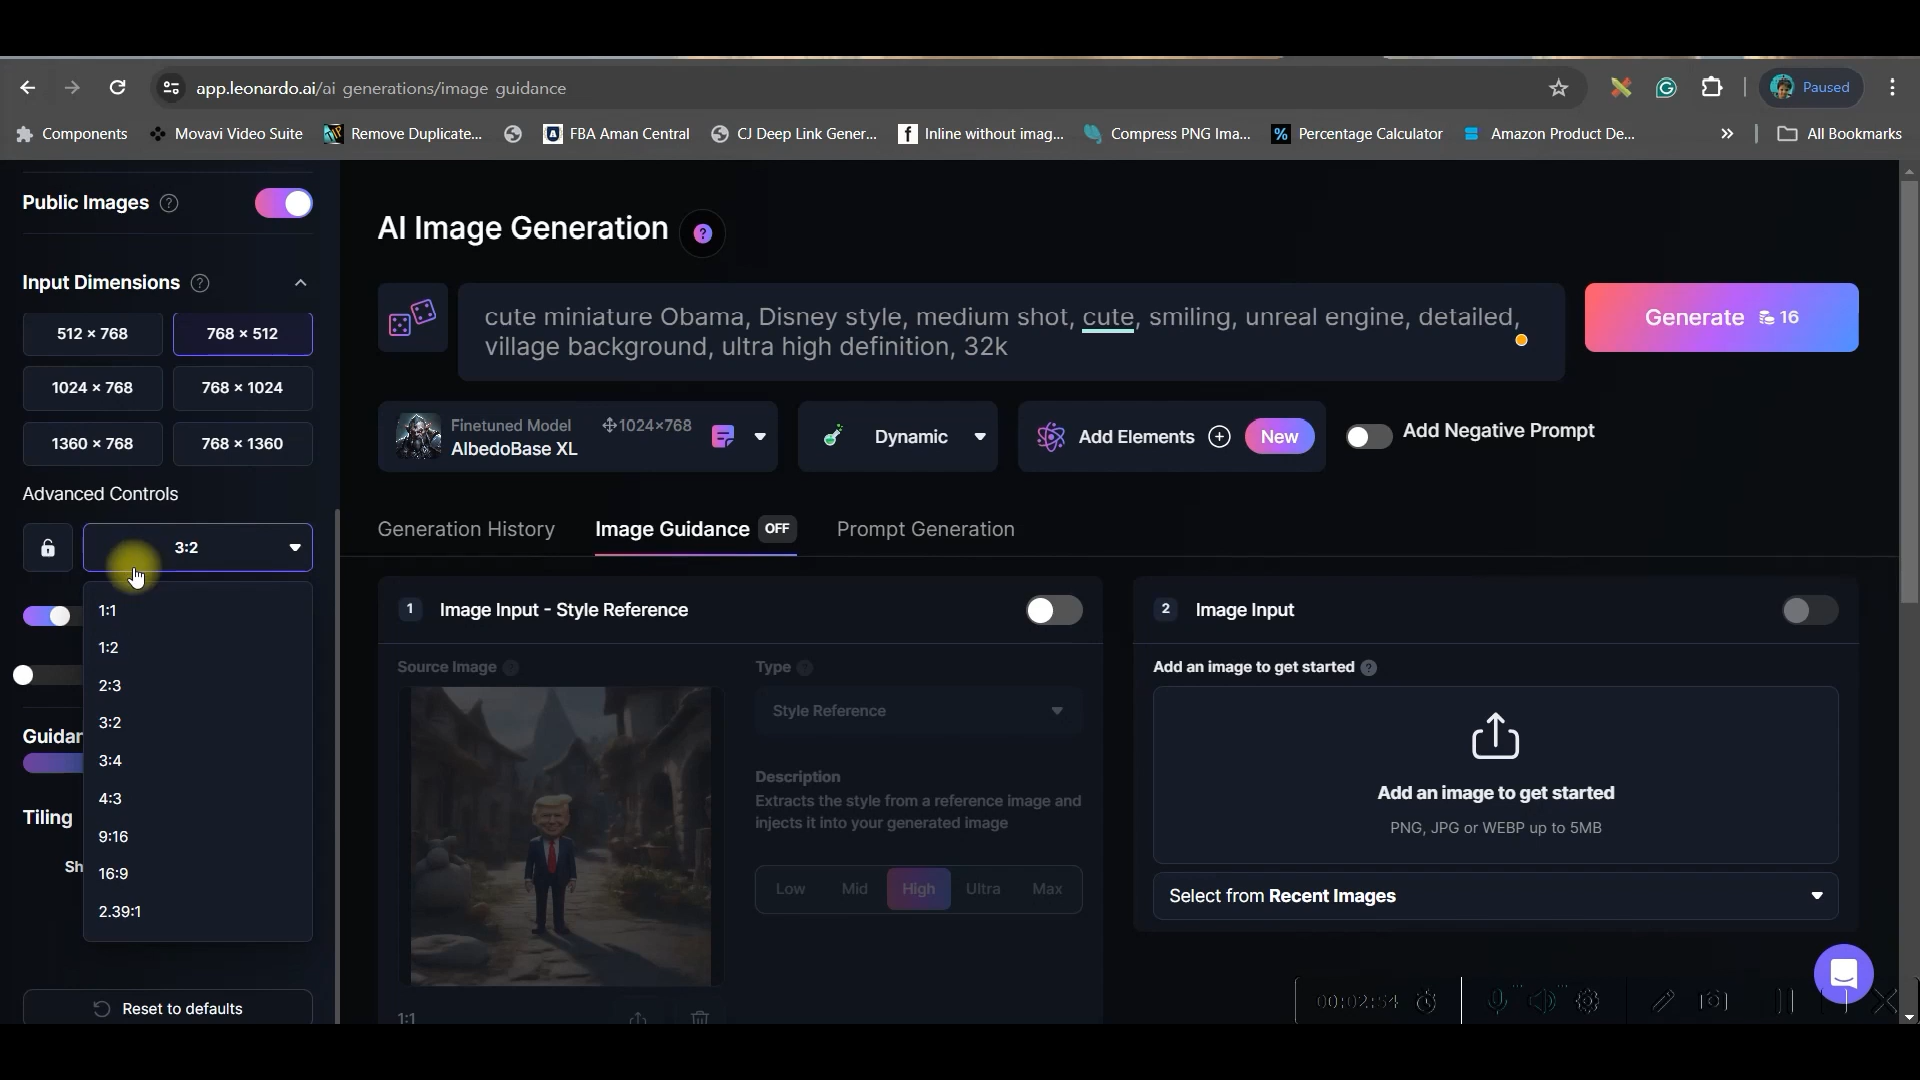 app.leonardo.ai/ai generations/image guidance
Paused
Components
Movavi Video Suite
Remove Duplicate...
FBA Aman Central
CJ Deep Link Gener...
Inline without imag...
Compress PNG Ima...
Percentage Calculator
Amazon Product De...
All Bookmarks
Public Images
Input Dimensions
512 × 768
768 × 512
1024 × 768
768 × 1024
1360 × 768
768 × 1360
Advanced Controls
3:2
1:1
1:2
2:3
3:2
3:4
4:3
9:16
16:9
2.39:1
Guidan
Tiling
Sh
Reset to defaults
AI Image Generation
cute miniature Obama, Disney style, medium shot, cute, smiling, unreal engine, detailed,
village background, ultra high definition, 32k
Generate 16
Finetuned Model
1024×768
AlbedoBase XL
Dynamic
Add Elements
New
Add Negative Prompt
Generation History
Image Guidance OFF
Prompt Generation
1 Image Input - Style Reference
Source Image
Type
Style Reference
Description
Extracts the style from a reference image and
injects it into your generated image
Low Mid High Ultra Max
1:1
2 Image Input
Add an image to get started
Add an image to get started
PNG, JPG or WEBP up to 5MB
Select from Recent Images
00:02:54